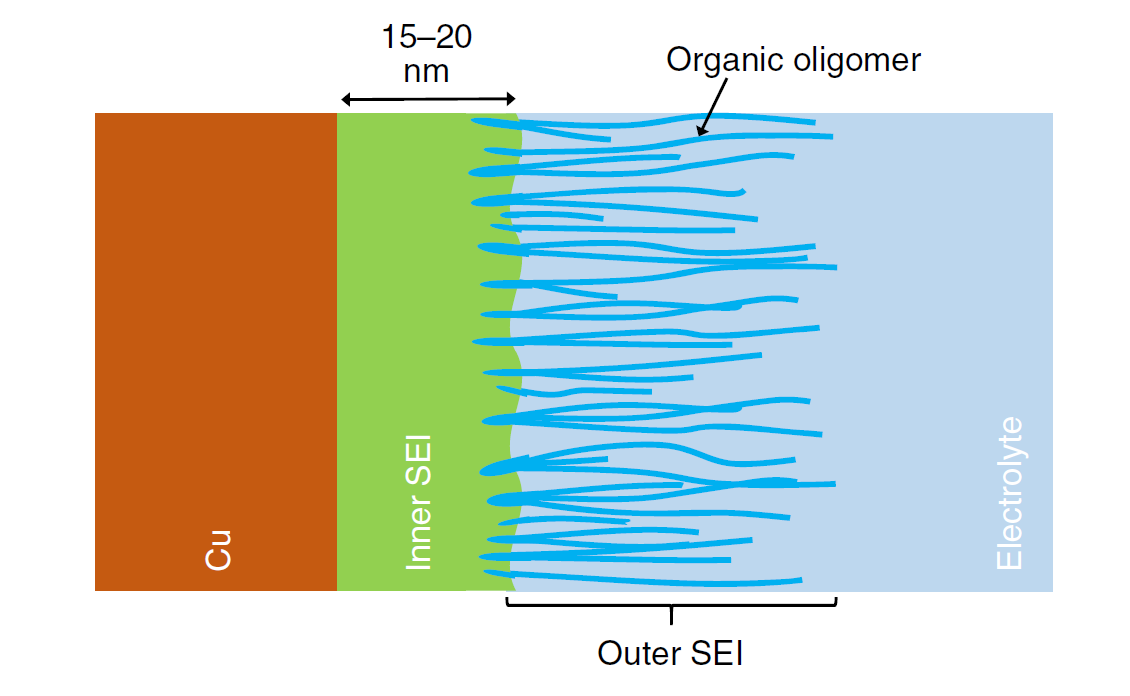 15–20
nm
Organic oligomer
Cu
Inner SEI
Electrolyte
Outer SEI